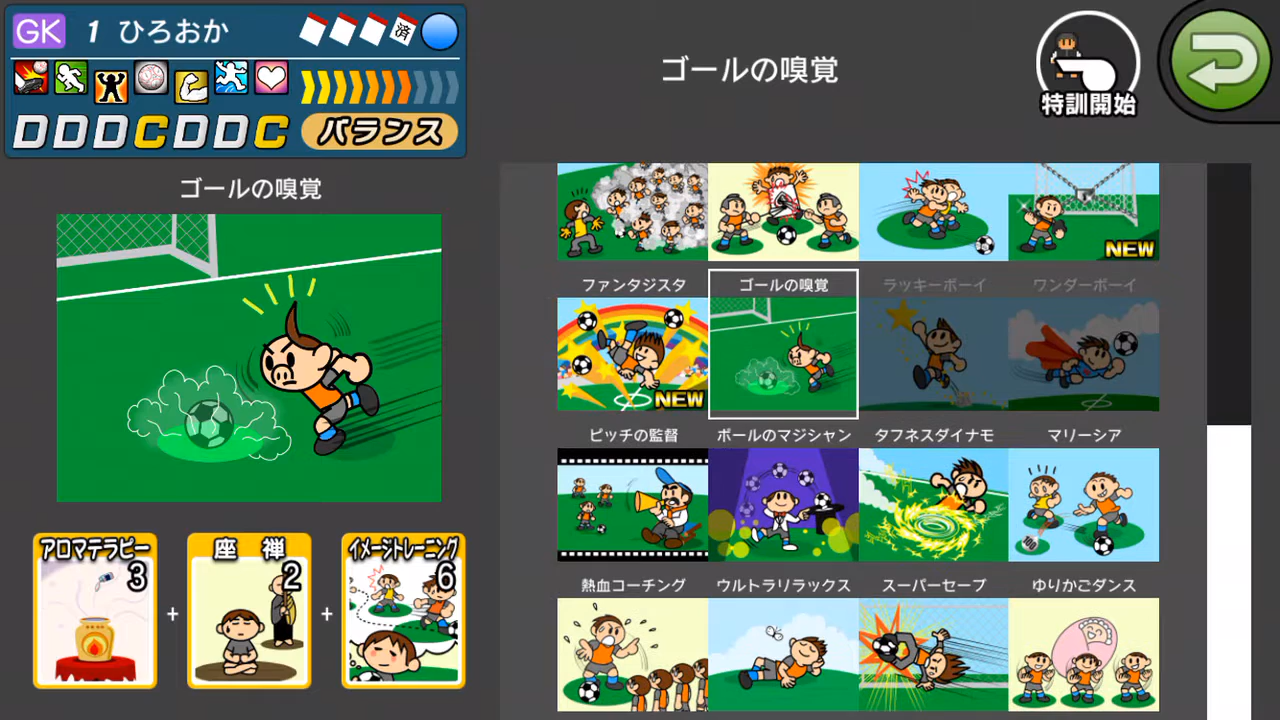 GK 1 ひろおか 済
D D D C D D C バランス
ゴールの嗅覚
特訓開始
ゴールの嗅覚
アロマテラピー 3 + 座禅 2 + イメージトレーニング 6
NEW
ファンタジスタ ゴールの嗅覚 ラッキーボーイ ワンダーボーイ
NEW
ピッチの監督 ボールのマジシャン タフネスダイナモ マリーシア
熱血コーチング ウルトラリラックス スーパーセーブ ゆりかごダンス